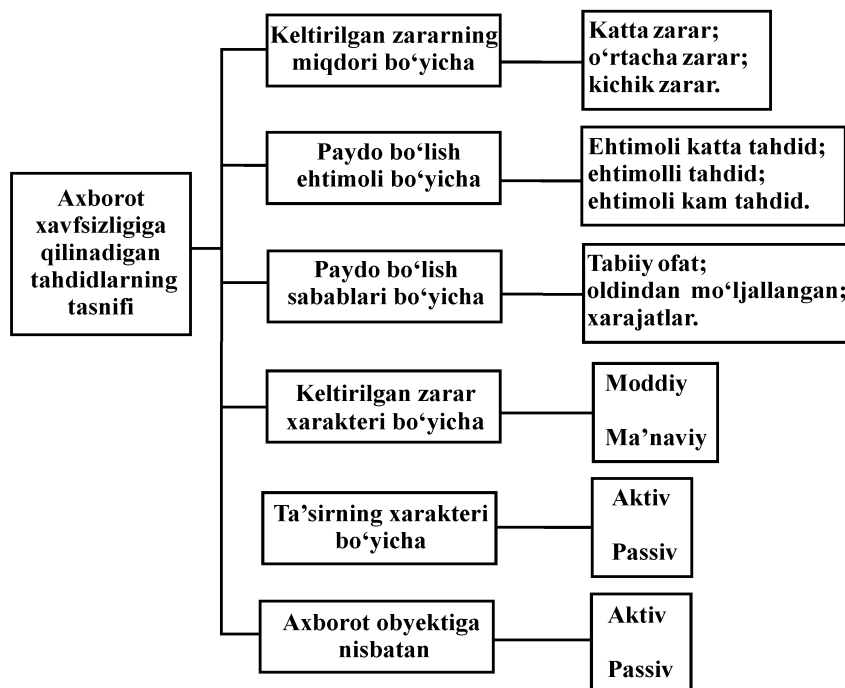 Axborot
xavfsizligiga
qilinadigan
tahdidlarning
tasnifi
Keltirilgan zararning
miqdori bo‘yicha
Katta zarar;
o‘rtacha zarar;
kichik zarar.
Paydo bo‘lish
ehtimoli bo‘yicha
Ehtimoli katta tahdid;
ehtimolli tahdid;
ehtimoli kam tahdid.
Paydo bo‘lish
sabablari bo‘yicha
Tabiiy ofat;
oldindan mo‘ljallangan;
xarajatlar.
Keltirilgan zarar
xarakteri bo‘yicha
Moddiy
Ma’naviy
Ta’sirning xarakteri
bo‘yicha
Aktiv
Passiv
Axborot obyektiga
nisbatan
Aktiv
Passiv